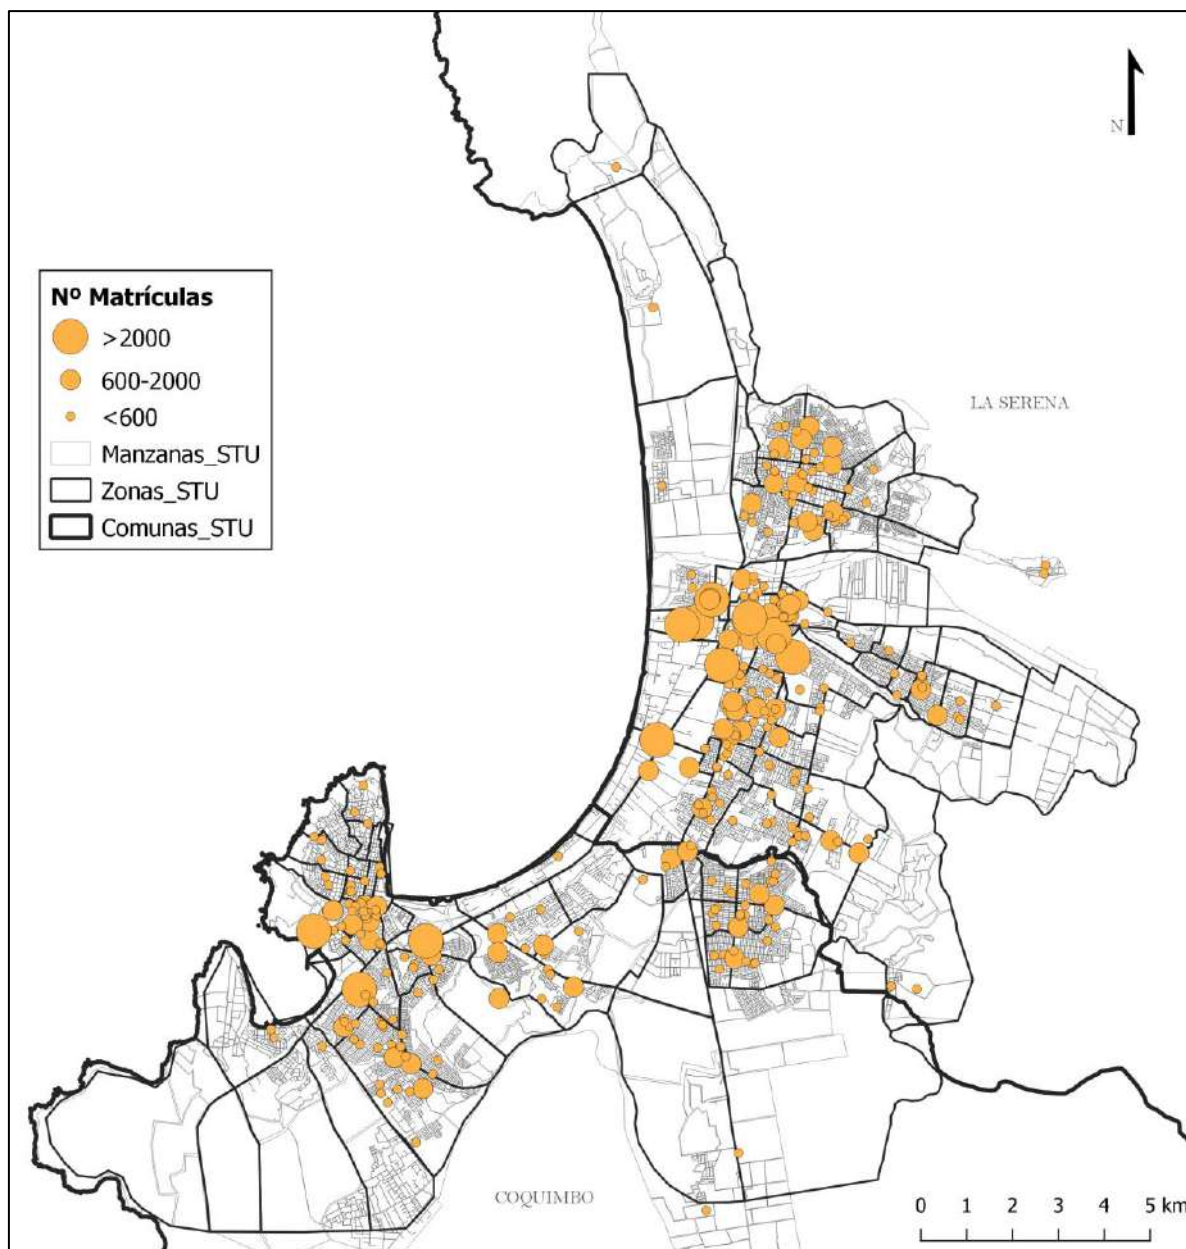 N
Nº Matrículas
>2000
600-2000
<600
Manzanas_STU
Zonas_STU
Comunas_STU
LA SERENA
COQUIMBO
0 1 2 3 4 5 km